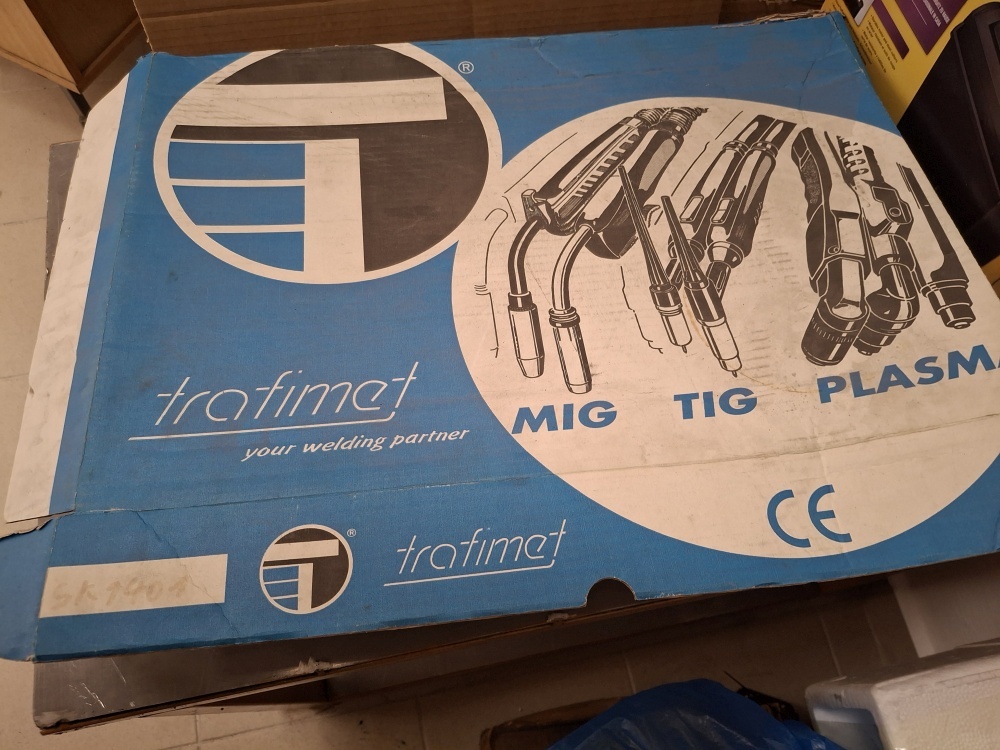 ®
trafimet
your welding partner
MIG TIG PLASMA
CE
®
trafimet